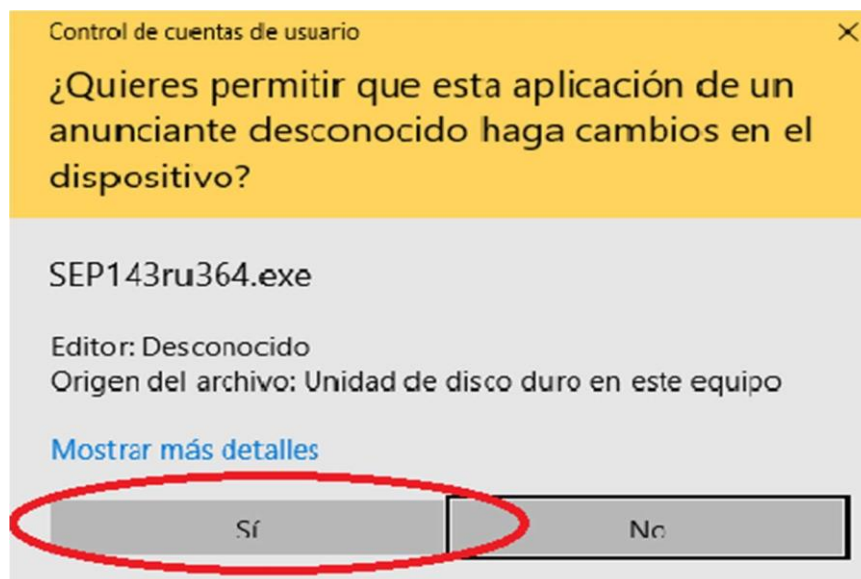 Control de cuentas de usuario
¿Quieres permitir que esta aplicación de un
anunciante desconocido haga cambios en el
dispositivo?
SEP143ru364.exe
Editor: Desconocido
Origen del archivo: Unidad de disco duro en este equipo
Mostrar más detalles
Sí
No